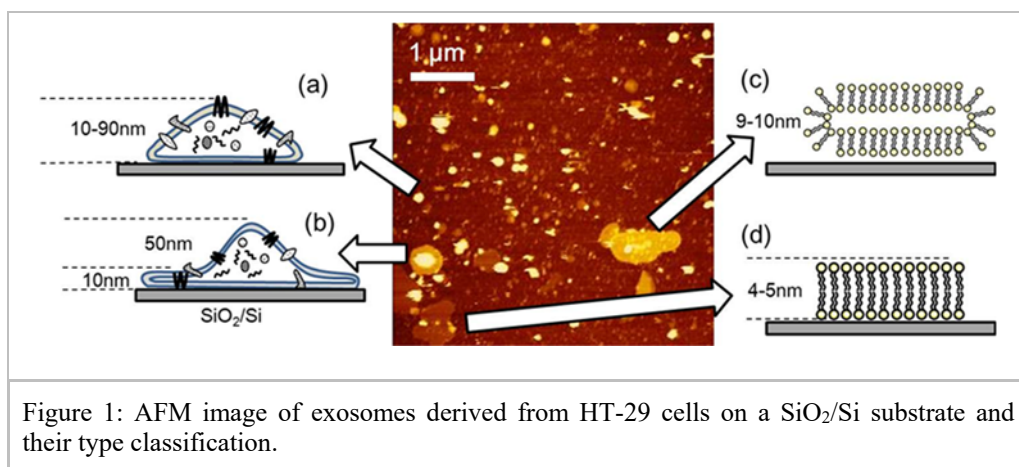 (a)
10-90nm
(b)
50nm
10nm
SiO2/Si
1 μm
(c)
9-10nm
(d)
4-5nm
Figure 1: AFM image of exosomes derived from HT-29 cells on a SiO2/Si substrate and
their type classification.